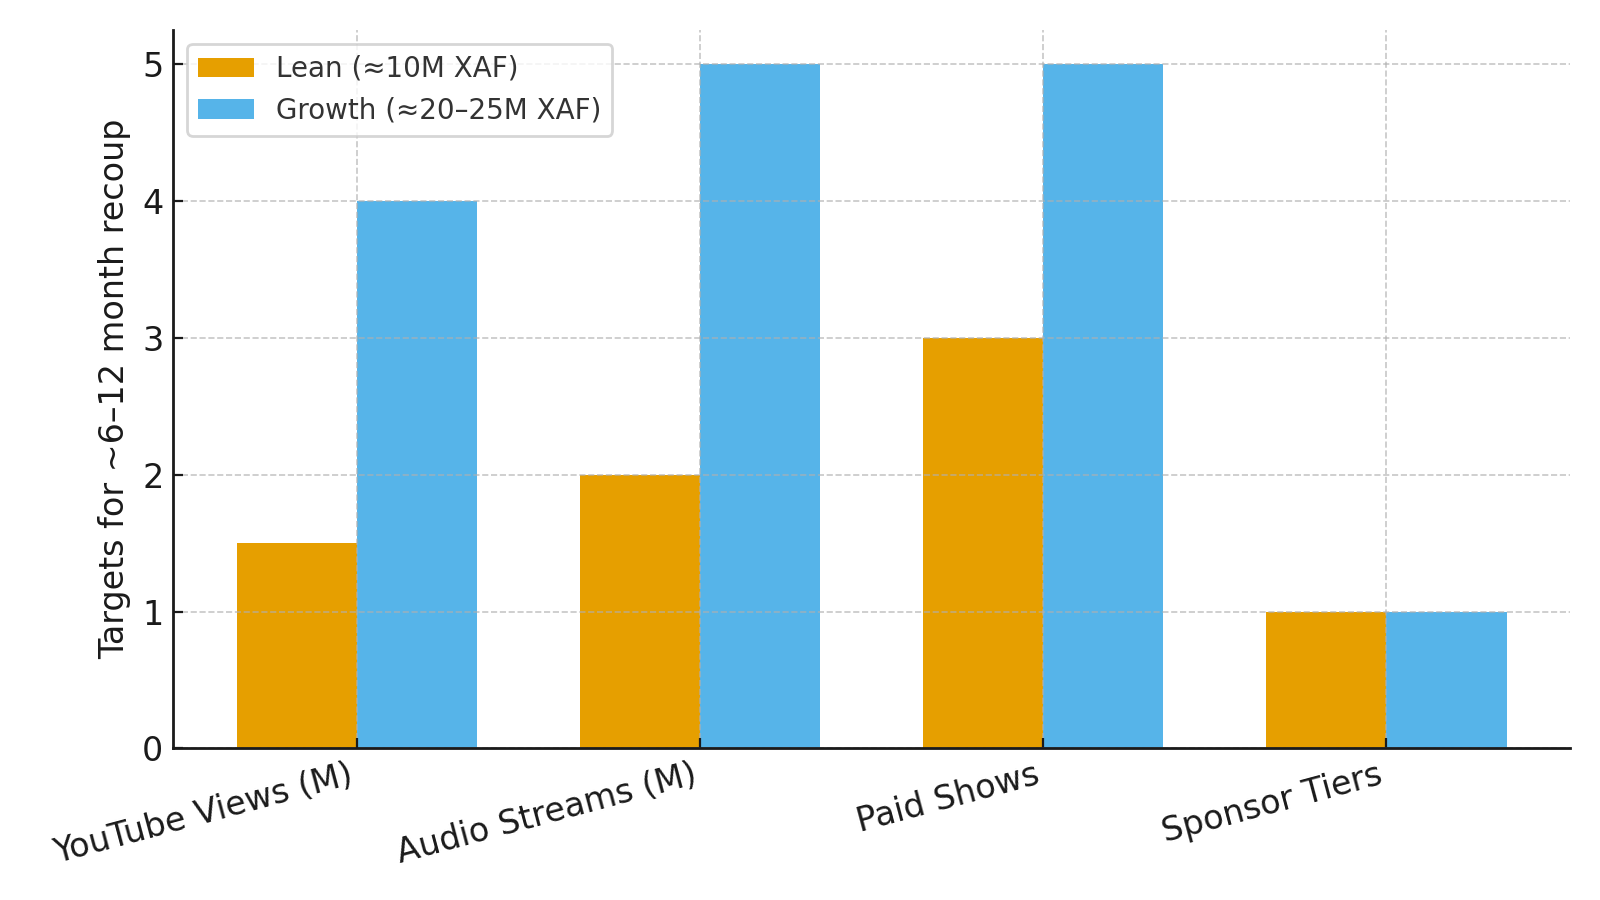 Lean (≈10M XAF)
Growth (≈20–25M XAF)
Targets for ~6–12 month recoup
5
4
3
2
1
0
YouTube Views (M)
Audio Streams (M)
Paid Shows
Sponsor Tiers